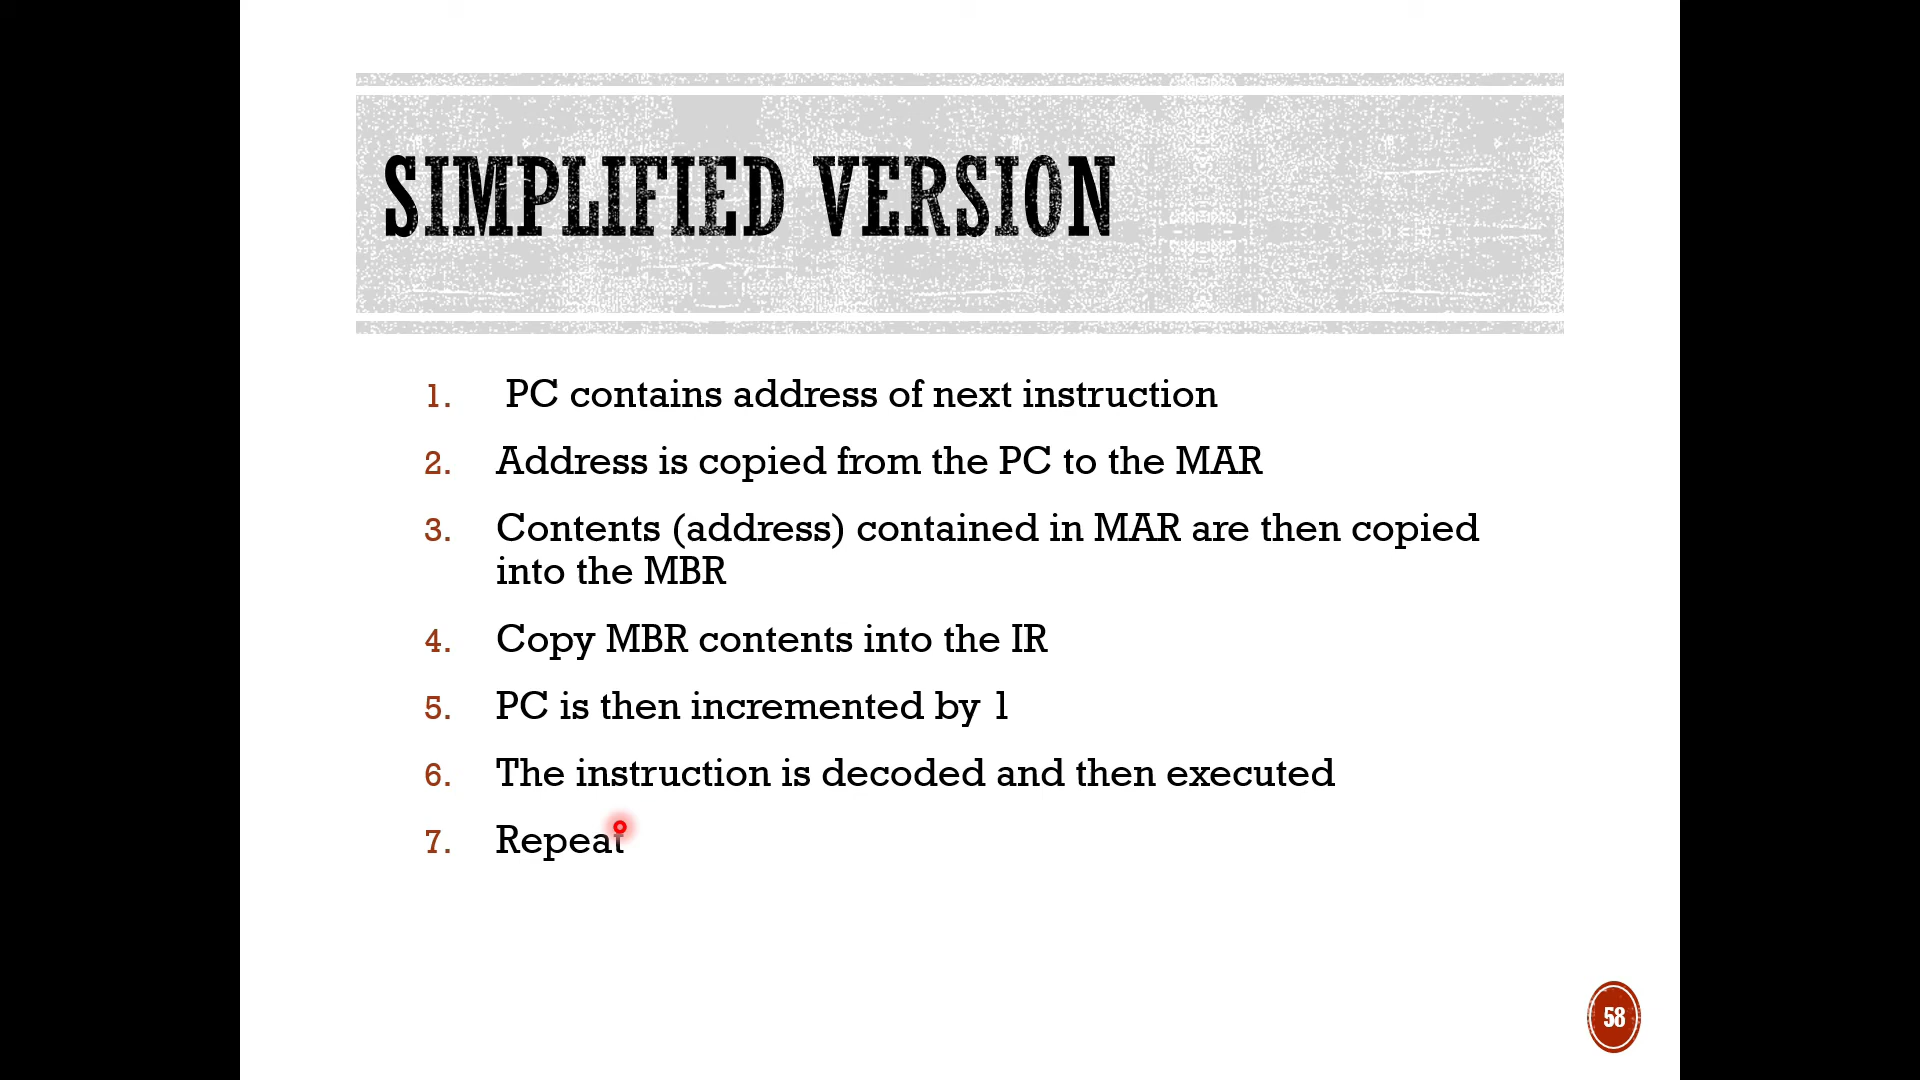 SIMPLIFIED VERSION
1. PC contains address of next instruction
2. Address is copied from the PC to the MAR
3. Contents (address) contained in MAR are then copied
into the MBR
4. Copy MBR contents into the IR
5. PC is then incremented by 1
6. The instruction is decoded and then executed
7. Repeat
58